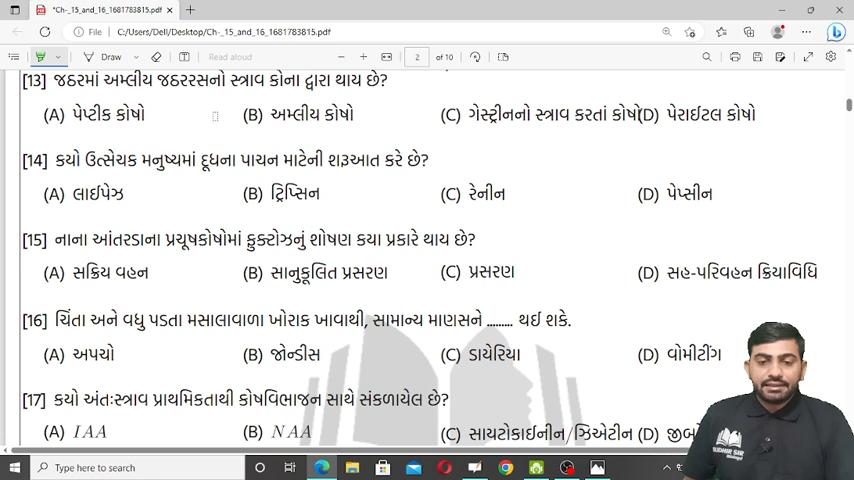 *Ch-_15_and_16_1681783815.pdf
File C:/Users/Dell/Desktop/Ch-_15_and_16_1681783815.pdf
Draw Read aloud 2 of 10
[13] જઠરમાં અમ્લીય જઠરરસનો સ્ત્રાવ કોના દ્વારા થાય છે?
(A) પેપ્ટીક કોષો (B) અમ્લીય કોષો (C) ગેસ્ટ્રીનનો સ્ત્રાવ કરતાં કોષો (D) પેરાઈટલ કોષો
[14] કયો ઉત્સેચક મનુષ્યમાં દૂધના પાચન માટેની શરૂઆત કરે છે?
(A) લાઈપેઝ (B) ટ્રિપ્સિન (C) રેનીન (D) પેપ્સીન
[15] નાના આંતરડાના પ્રચૂષકોષોમાં ફ્રુક્ટોઝનું શોષણ કયા પ્રકારે થાય છે?
(A) સક્રિય વહન (B) સાનુકૂલિત પ્રસરણ (C) પ્રસરણ (D) સહ-પરિવહન ક્રિયાવિધિ
[16] ચિંતા અને વધુ પડતા મસાલાવાળા ખોરાક ખાવાથી, સામાન્ય માણસને ......... થઈ શકે.
(A) અપચો (B) જોન્ડીસ (C) ડાયેરિયા (D) વોમીટીંગ
[17] કયો અંતઃસ્ત્રાવ પ્રાથમિકતાથી કોષવિભાજન સાથે સંકળાયેલ છે?
(A) IAA (B) NAA (C) સાયટોકાઈનીન/ઝિએટીન (D)
SUDHIR SIR
Type here to search